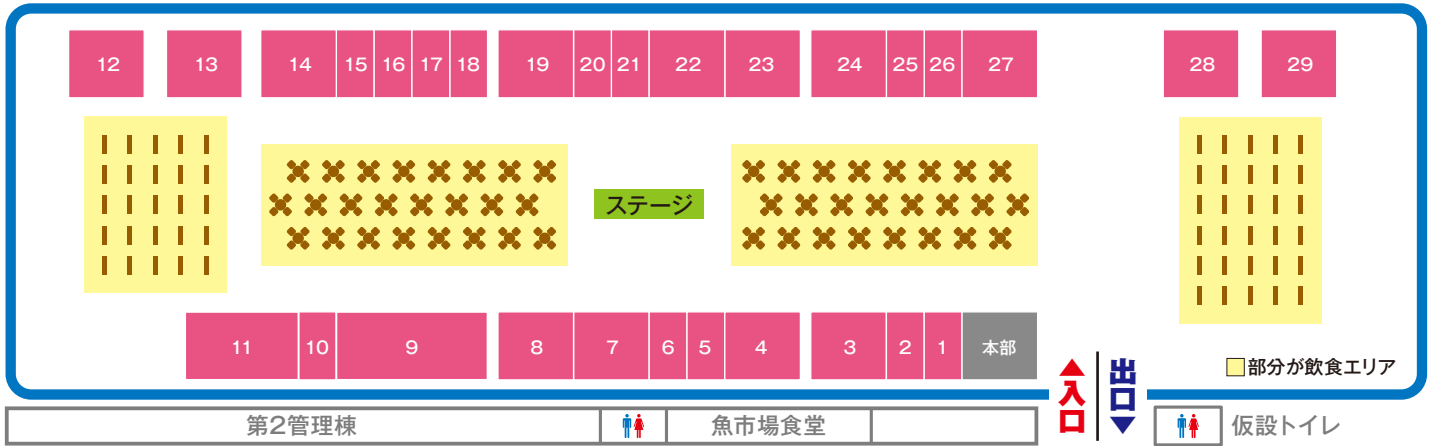 12 13 14 15 16 17 18 19 20 21 22 23 24 25 26 27 28 29
ステージ
11 10 9 8 7 6 5 4 3 2 1 本部
部分が飲食エリア
入口
出口
第2管理棟
魚市場食堂
仮設トイレ